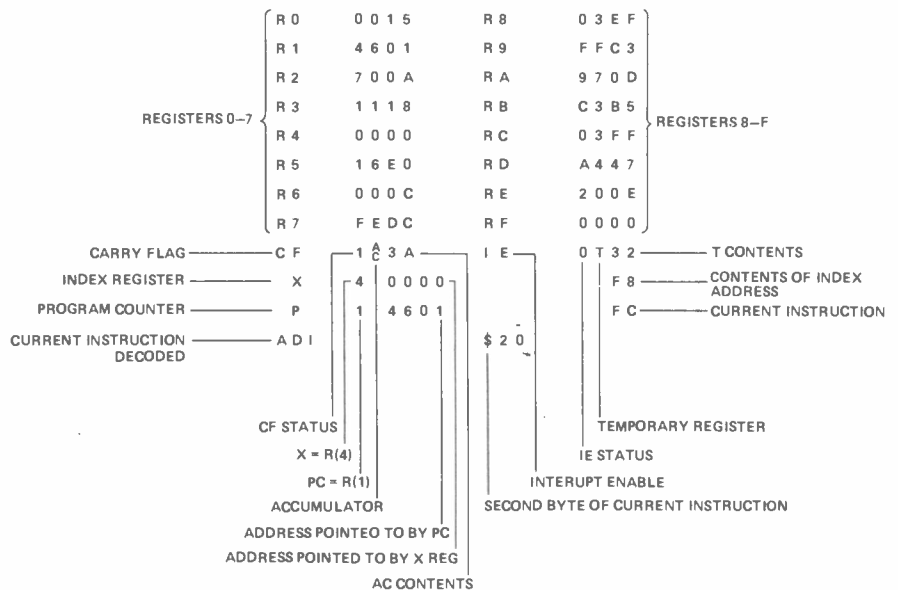 R0 0015 R8 03EF
R1 4601 R9 FFC3
R2 700A RA 970D
R3 1118 RB C3B5
REGISTERS 0–7
REGISTERS 8–F
R4 0000 RC 03FF
R5 16E0 RD A447
R6 000C RE 200E
R7 FEDC RF 0000
CARRY FLAG CF 1 AC 3A IE 0 T 32 T CONTENTS
INDEX REGISTER X 4 0000 F8 CONTENTS OF INDEX
ADDRESS
PROGRAM COUNTER P 1 4601 FC CURRENT INSTRUCTION
CURRENT INSTRUCTION
DECODED
ADI $20
CF STATUS
TEMPORARY REGISTER
X = R(4)
IE STATUS
PC = R(1)
INTERUPT ENABLE
ACCUMULATOR
SECOND BYTE OF CURRENT INSTRUCTION
ADDRESS POINTEO TO BY PC
ADDRESS POINTED TO BY X REG
AC CONTENTS